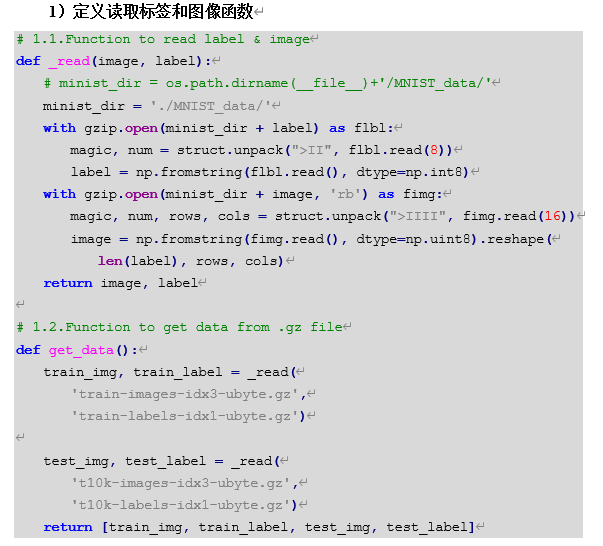 1）定义读取标签和图像函数
# 1.1.Function to read label & image
def _read(image, label):
# minist_dir = os.path.dirname(__file__)+'/MNIST_data/'
minist_dir = './MNIST_data/'
with gzip.open(minist_dir + label) as flbl:
magic, num = struct.unpack(">II", flbl.read(8))
label = np.fromstring(flbl.read(), dtype=np.int8)
with gzip.open(minist_dir + image, 'rb') as fimg:
magic, num, rows, cols = struct.unpack(">IIII", fimg.read(16))
image = np.fromstring(fimg.read(), dtype=np.uint8).reshape(
len(label), rows, cols)
return image, label
# 1.2.Function to get data from .gz file
def get_data():
train_img, train_label = _read(
'train-images-idx3-ubyte.gz',
'train-labels-idx1-ubyte.gz')
test_img, test_label = _read(
't10k-images-idx3-ubyte.gz',
't10k-labels-idx1-ubyte.gz')
return [train_img, train_label, test_img, test_label]